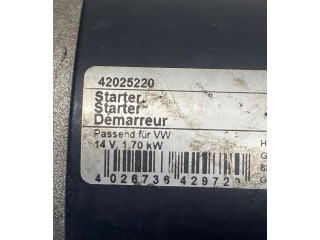 42025220
Starter
Starter
Démarreur
Passend für VW
14 V, 1.70 kW
4 026736 42972